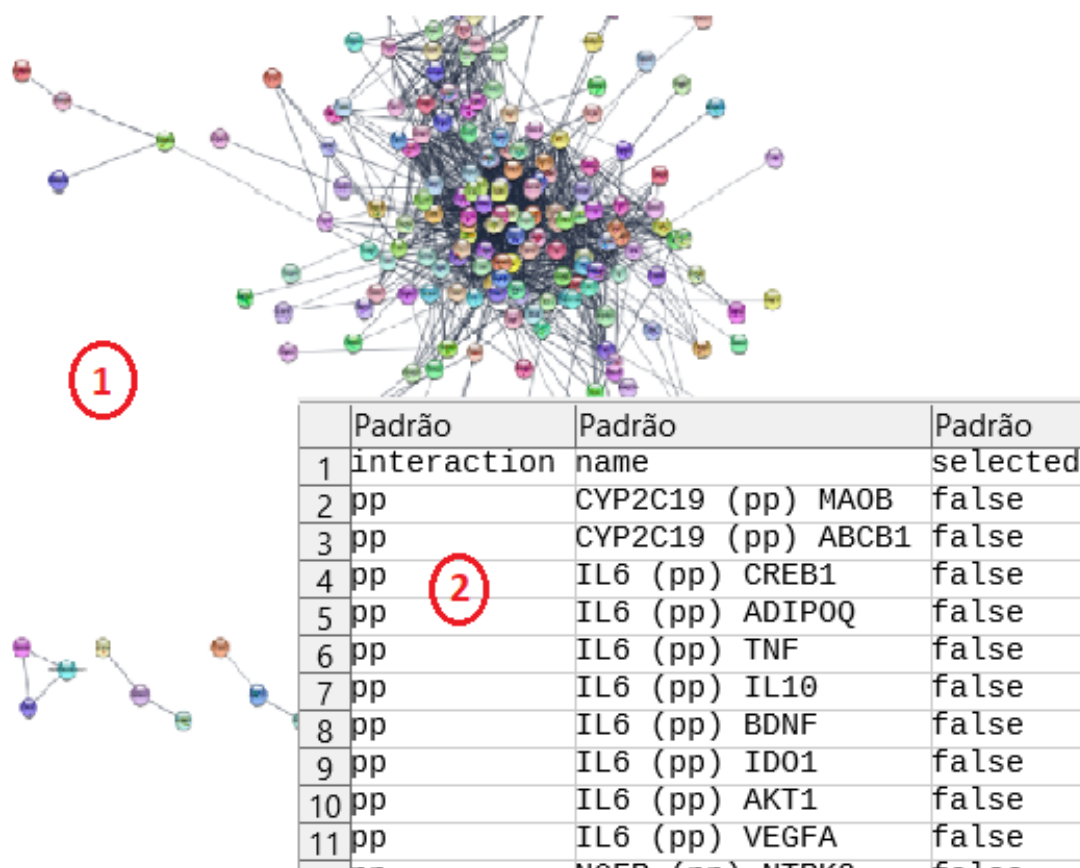 1
Padrão Padrão Padrão
1 interaction name selected
2 pp CYP2C19 (pp) MAOB false
3 pp CYP2C19 (pp) ABCB1 false
4 pp IL6 (pp) CREB1 false
2
5 pp IL6 (pp) ADIPOQ false
6 pp IL6 (pp) TNF false
7 pp IL6 (pp) IL10 false
8 pp IL6 (pp) BDNF false
9 pp IL6 (pp) IDO1 false
10 pp IL6 (pp) AKT1 false
11 pp IL6 (pp) VEGFA false